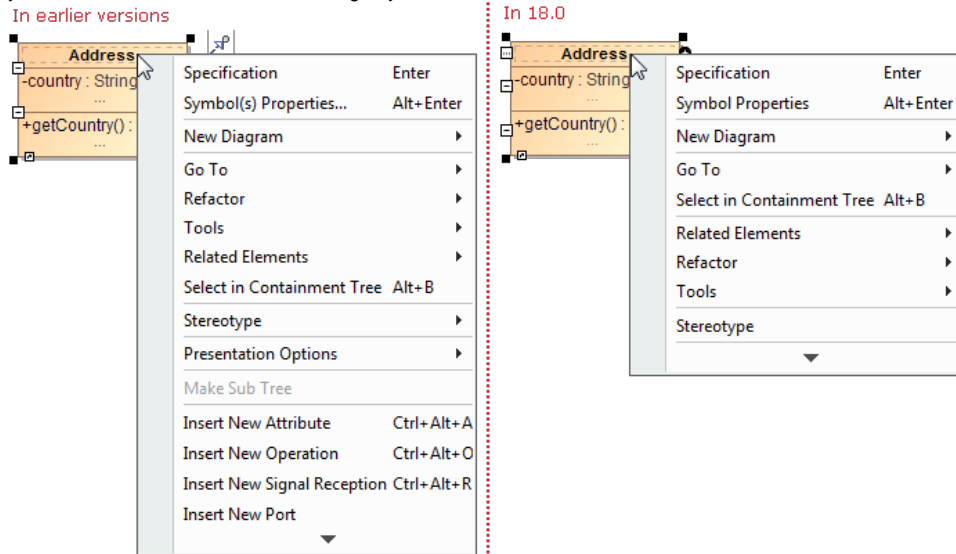 In earlier versions
Address
-country : String
...
+getCountry() :
...
Specification Enter
Symbol(s) Properties... Alt+Enter
New Diagram
Go To
Refactor
Tools
Related Elements
Select in Containment Tree Alt+B
Stereotype
Presentation Options
Make Sub Tree
Insert New Attribute Ctrl+Alt+A
Insert New Operation Ctrl+Alt+O
Insert New Signal Reception Ctrl+Alt+R
Insert New Port
In 18.0
Address
-country : String
...
+getCountry() :
...
Specification Enter
Symbol Properties Alt+Enter
New Diagram
Go To
Select in Containment Tree Alt+B
Related Elements
Refactor
Tools
Stereotype